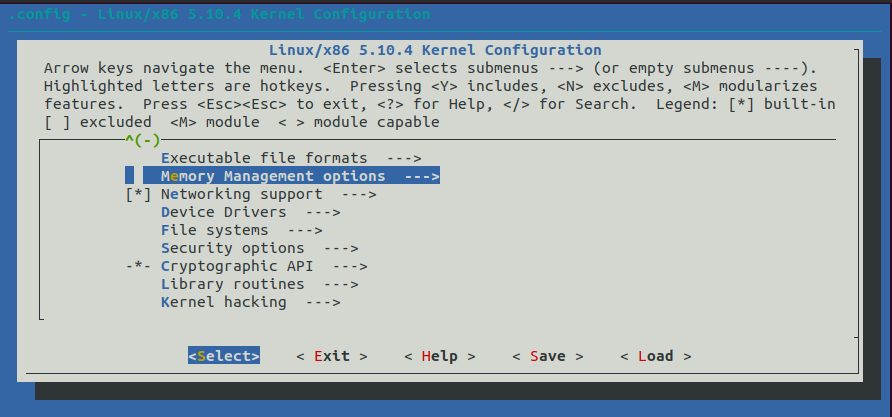 .config - Linux/x86 5.10.4 Kernel Configuration
Linux/x86 5.10.4 Kernel Configuration
Arrow keys navigate the menu.  <Enter> selects submenus ---> (or empty submenus ----).
Highlighted letters are hotkeys.  Pressing <Y> includes, <N> excludes, <M> modularizes
features.  Press <Esc><Esc> to exit, <?> for Help, </> for Search.  Legend: [*] built-in
[ ] excluded  <M> module  < > module capable
^(-)
Executable file formats  --->
Memory Management options  --->
[*] Networking support  --->
Device Drivers  --->
File systems  --->
Security options  --->
-*- Cryptographic API  --->
Library routines  --->
Kernel hacking  --->
<Select>    < Exit >    < Help >    < Save >    < Load >